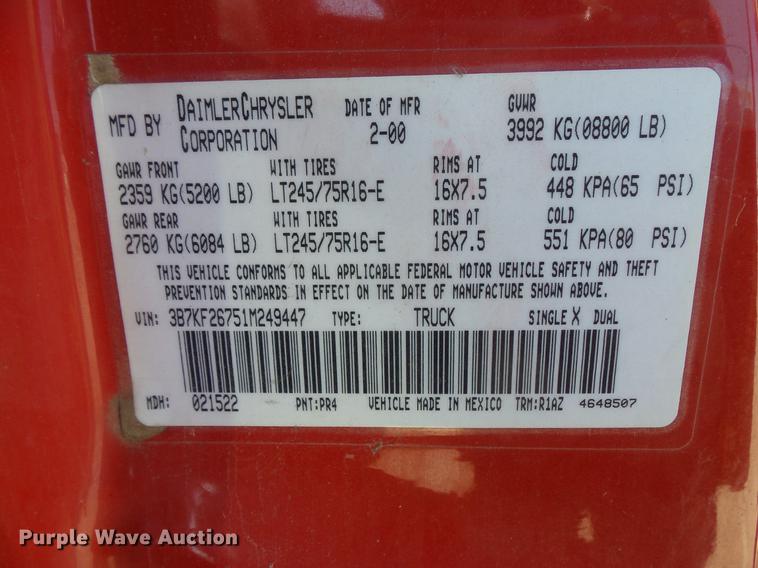 MFD BY DAIMLERCHRYSLER CORPORATION DATE OF MFR 2-00 GVWR 3992 KG(08800 LB)
GAWR FRONT WITH TIRES RIMS AT COLD
2359 KG(5200 LB) LT245/75R16-E 16X7.5 448 KPA(65 PSI)
GAWR REAR WITH TIRES RIMS AT COLD
2760 KG(6084 LB) LT245/75R16-E 16X7.5 551 KPA(80 PSI)
THIS VEHICLE CONFORMS TO ALL APPLICABLE FEDERAL MOTOR VEHICLE SAFETY AND THEFT
PREVENTION STANDARDS IN EFFECT ON THE DATE OF MANUFACTURE SHOWN ABOVE.
VIN: 3B7KF26751M249447 TYPE: TRUCK SINGLE X DUAL
MDH: 021522 PNT:PR4 VEHICLE MADE IN MEXICO TRM:R1AZ 4648507
Purple Wave Auction